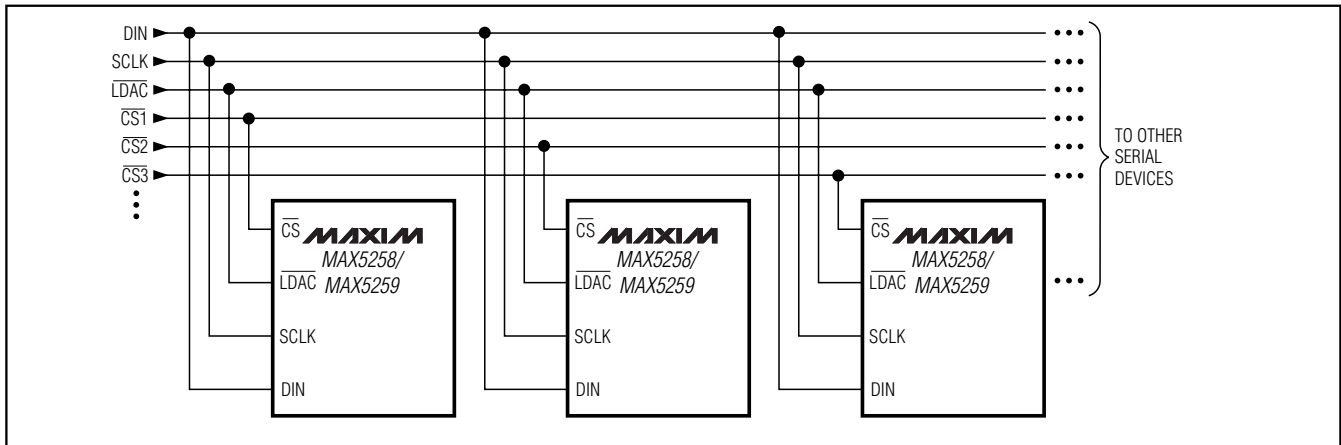 DIN
SCLK
LDAC
CS1
CS2
CS3
TO OTHER
SERIAL
DEVICES
CS MAXIM
MAX5258/
LDAC MAX5259
SCLK
DIN
CS MAXIM
MAX5258/
LDAC MAX5259
SCLK
DIN
CS MAXIM
MAX5258/
LDAC MAX5259
SCLK
DIN